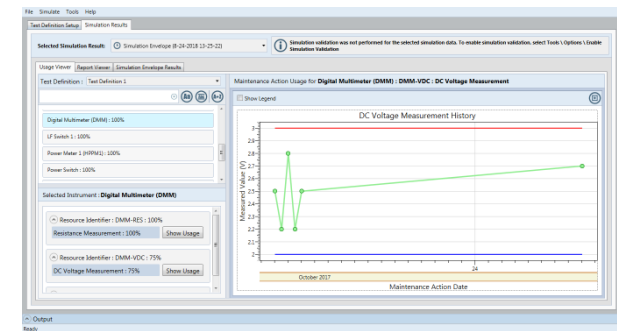 File Simulate Tools Help
Test Definition Setup Simulation Results
Selected Simulation Result: Simulation Envelope (8-24-2018 13-25-22)
Simulation validation was not performed for the selected simulation data. To enable simulation validation, select Tools \ Options \ Enable
Simulation Validation
Usage Viewer Report Viewer Simulation Envelope Results
Test Definition : Test Definition 1
Maintenance Action Usage for Digital Multimeter (DMM) : DMM-VDC : DC Voltage Measurement
Show Legend
Digital Multimeter (DMM) : 100%
LF Switch 1 : 100%
Power Meter 1 (HPPM1) : 100%
Power Switch : 100%
Selected Instrument : Digital Multimeter (DMM)
Resource Identifier : DMM-RES : 100%
Resistance Measurement : 100% Show Usage
Resource Identifier : DMM-VDC : 75%
DC Voltage Measurement : 75% Show Usage
DC Voltage Measurement History
Measured Value (V)
3
2.8
2.7
2.6
2.5
2.4
2.3
2.2
2.1
2
24
October 2017
Maintenance Action Date
Output
Ready